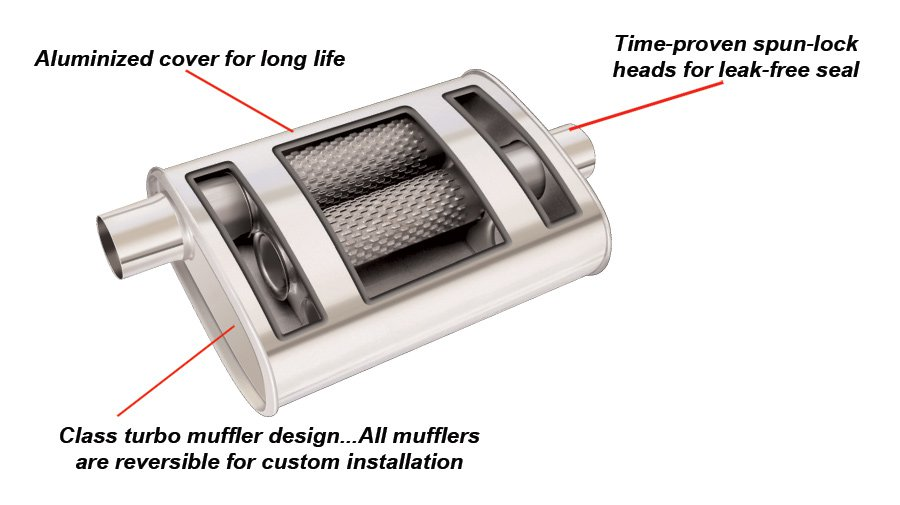 Aluminized cover for long life
Time-proven spun-lock
heads for leak-free seal
Class turbo muffler design...All mufflers
are reversible for custom installation